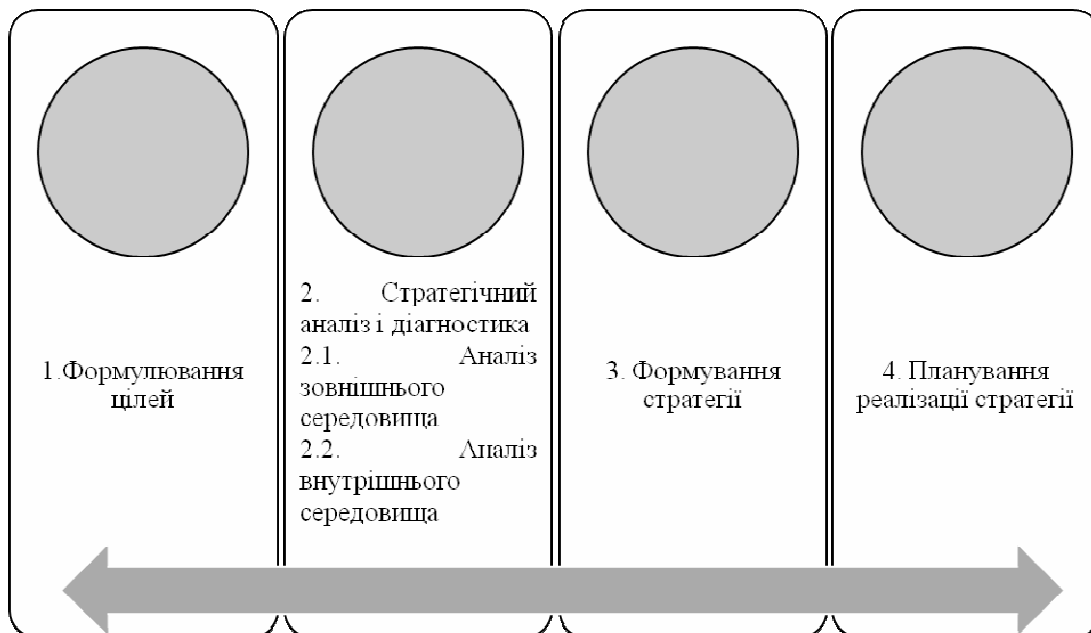 1.Формулювання
цілей
2. Стратегічний
аналіз і діагностика
2.1. Аналіз
зовнішнього
середовища
2.2. Аналіз
внутрішнього
середовища
3. Формування
стратегії
4. Планування
реалізації стратегії